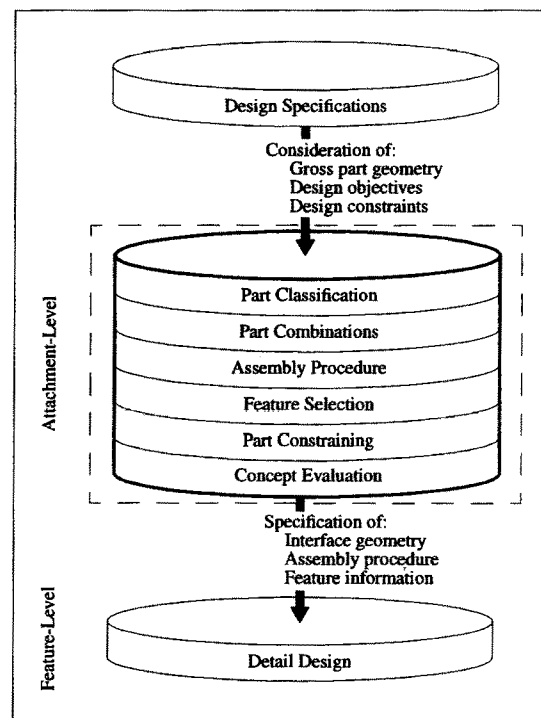 Design Specifications
Consideration of:
Gross part geometry
Design objectives
Design constraints
Attachment-Level
Part Classification
Part Combinations
Assembly Procedure
Feature Selection
Part Constraining
Concept Evaluation
Specification of:
Interface geometry
Assembly procedure
Feature information
Feature-Level
Detail Design